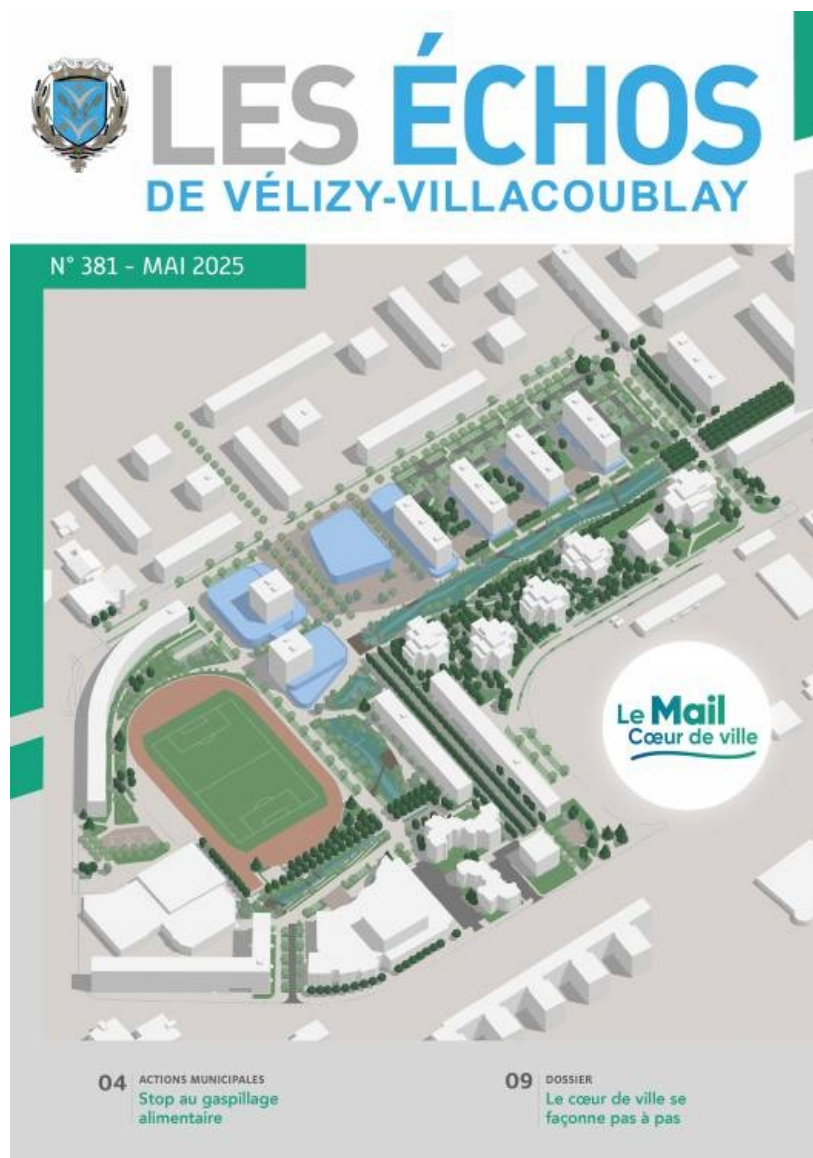 LES ÉCHOS
DE VÉLIZY-VILLACOUBLAY
N° 381 - MAI 2025
Le Mail
Cœur de ville
04
ACTIONS MUNICIPALES
Stop au gaspillage
alimentaire
09
DOSSIER
Le cœur de ville se
façonne pas à pas